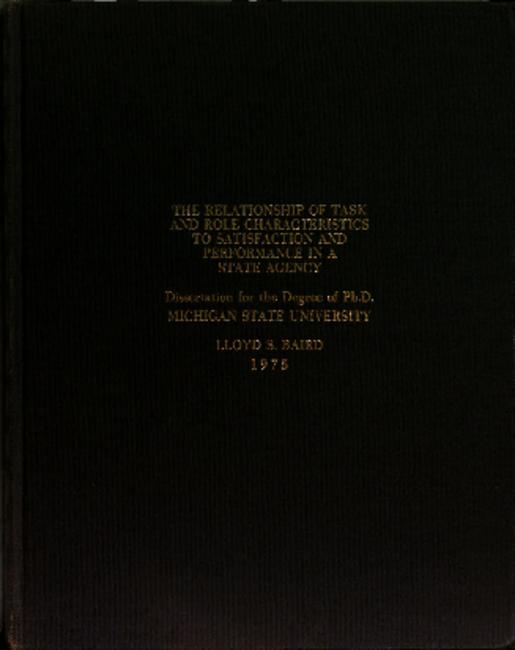 THE RELATIONSHIP OF TASK
AND ROLE CHARACTERISTICS
TO SATISFACTION AND
PERFORMANCE IN A
STATE AGENCY
Dissertation for the Degree of Ph.D.
MICHIGAN STATE UNIVERSITY
LLOYD S. BAIRD
1975